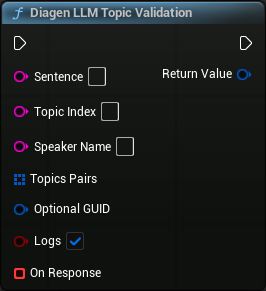 Diagen LLM Topic Validation
Sentence
Return Value
Topic Index
Speaker Name
Topics Pairs
Optional GUID
Logs
On Response